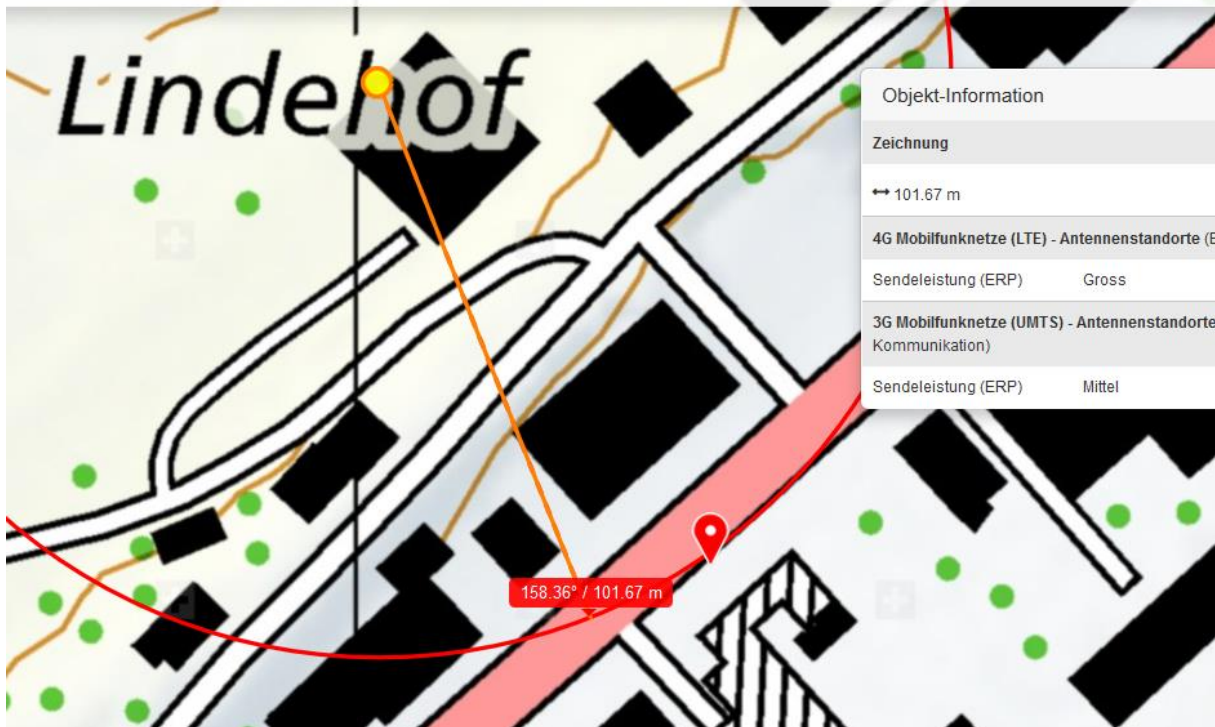 Lindehof
Objekt-Information
Zeichnung
↔ 101.67 m
4G Mobilfunknetze (LTE) - Antennenstandorte (
Sendeleistung (ERP) Gross
3G Mobilfunknetze (UMTS) - Antennenstandorte
Kommunikation)
Sendeleistung (ERP) Mittel
158.36° / 101.67 m